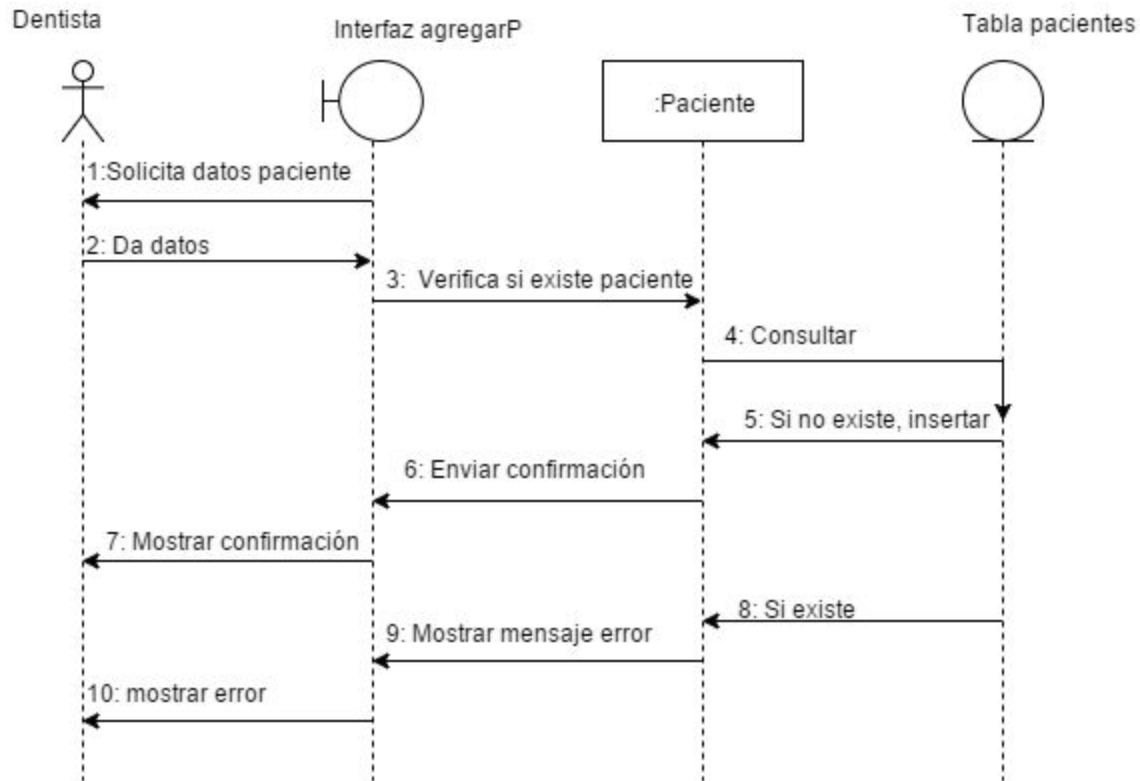 Dentista
Interfaz agregarP
Tabla pacientes
:Paciente
1:Solicita datos paciente
2: Da datos
3: Verifica si existe paciente
4: Consultar
5: Si no existe, insertar
6: Enviar confirmación
7: Mostrar confirmación
8: Si existe
9: Mostrar mensaje error
10: mostrar error